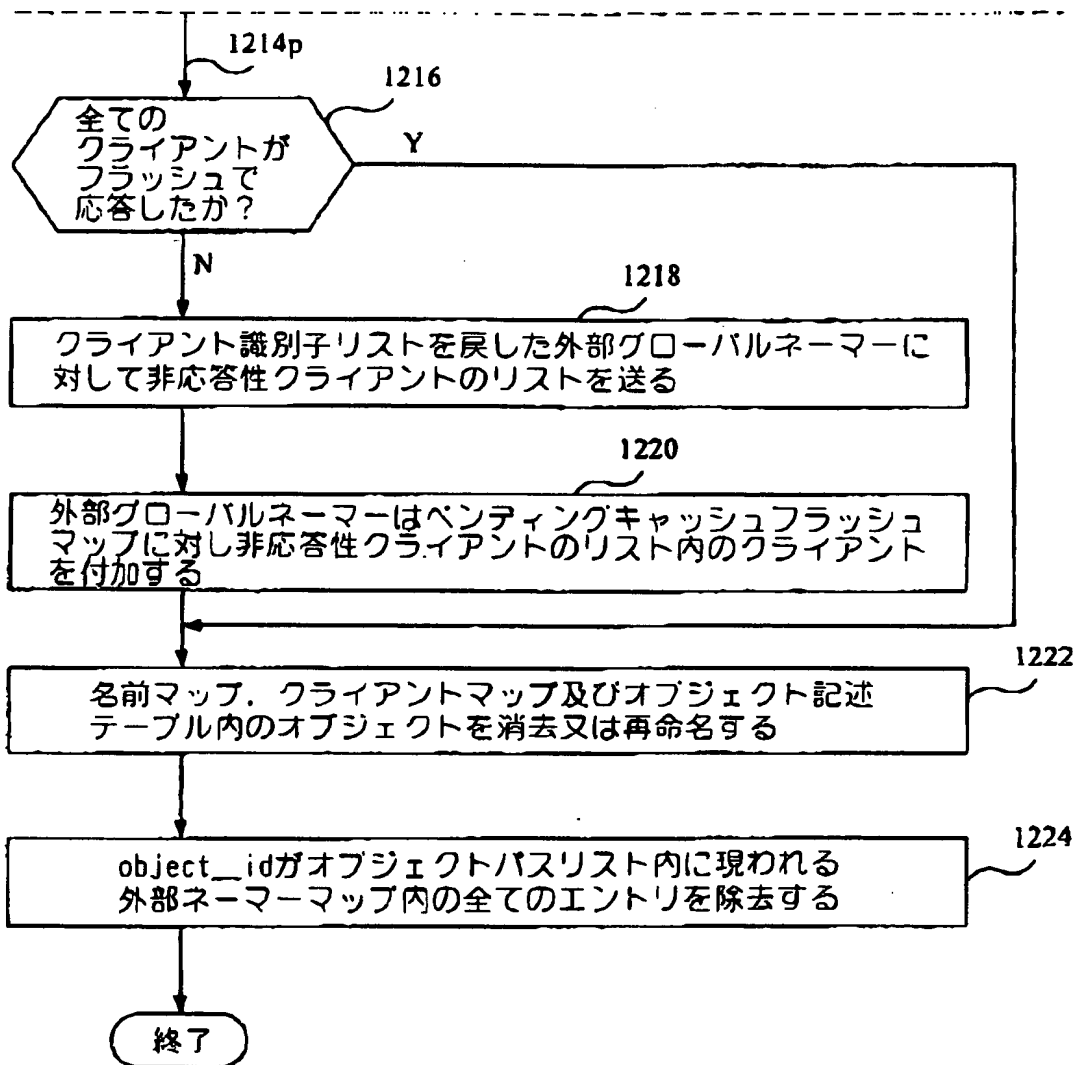 1214p
1216
全ての
クライアントが
フラッシュで
応答したか?
Y
N
1218
クライアント識別子リストを戻した外部グローバルネーマーに
対して非応答性クライアントのリストを送る
1220
外部グローバルネーマーはペンディングキャッシュフラッシュ
マップに対し非応答性クライアントのリスト内のクライアント
を付加する
1222
名前マップ.クライアントマップ及びオブジェクト記述
テーブル内のオブジェクトを消去又は再命名する
1224
object__idがオブジェクトパスリスト内に現われる
外部ネーマーマップ内の全てのエントリを除去する
終了